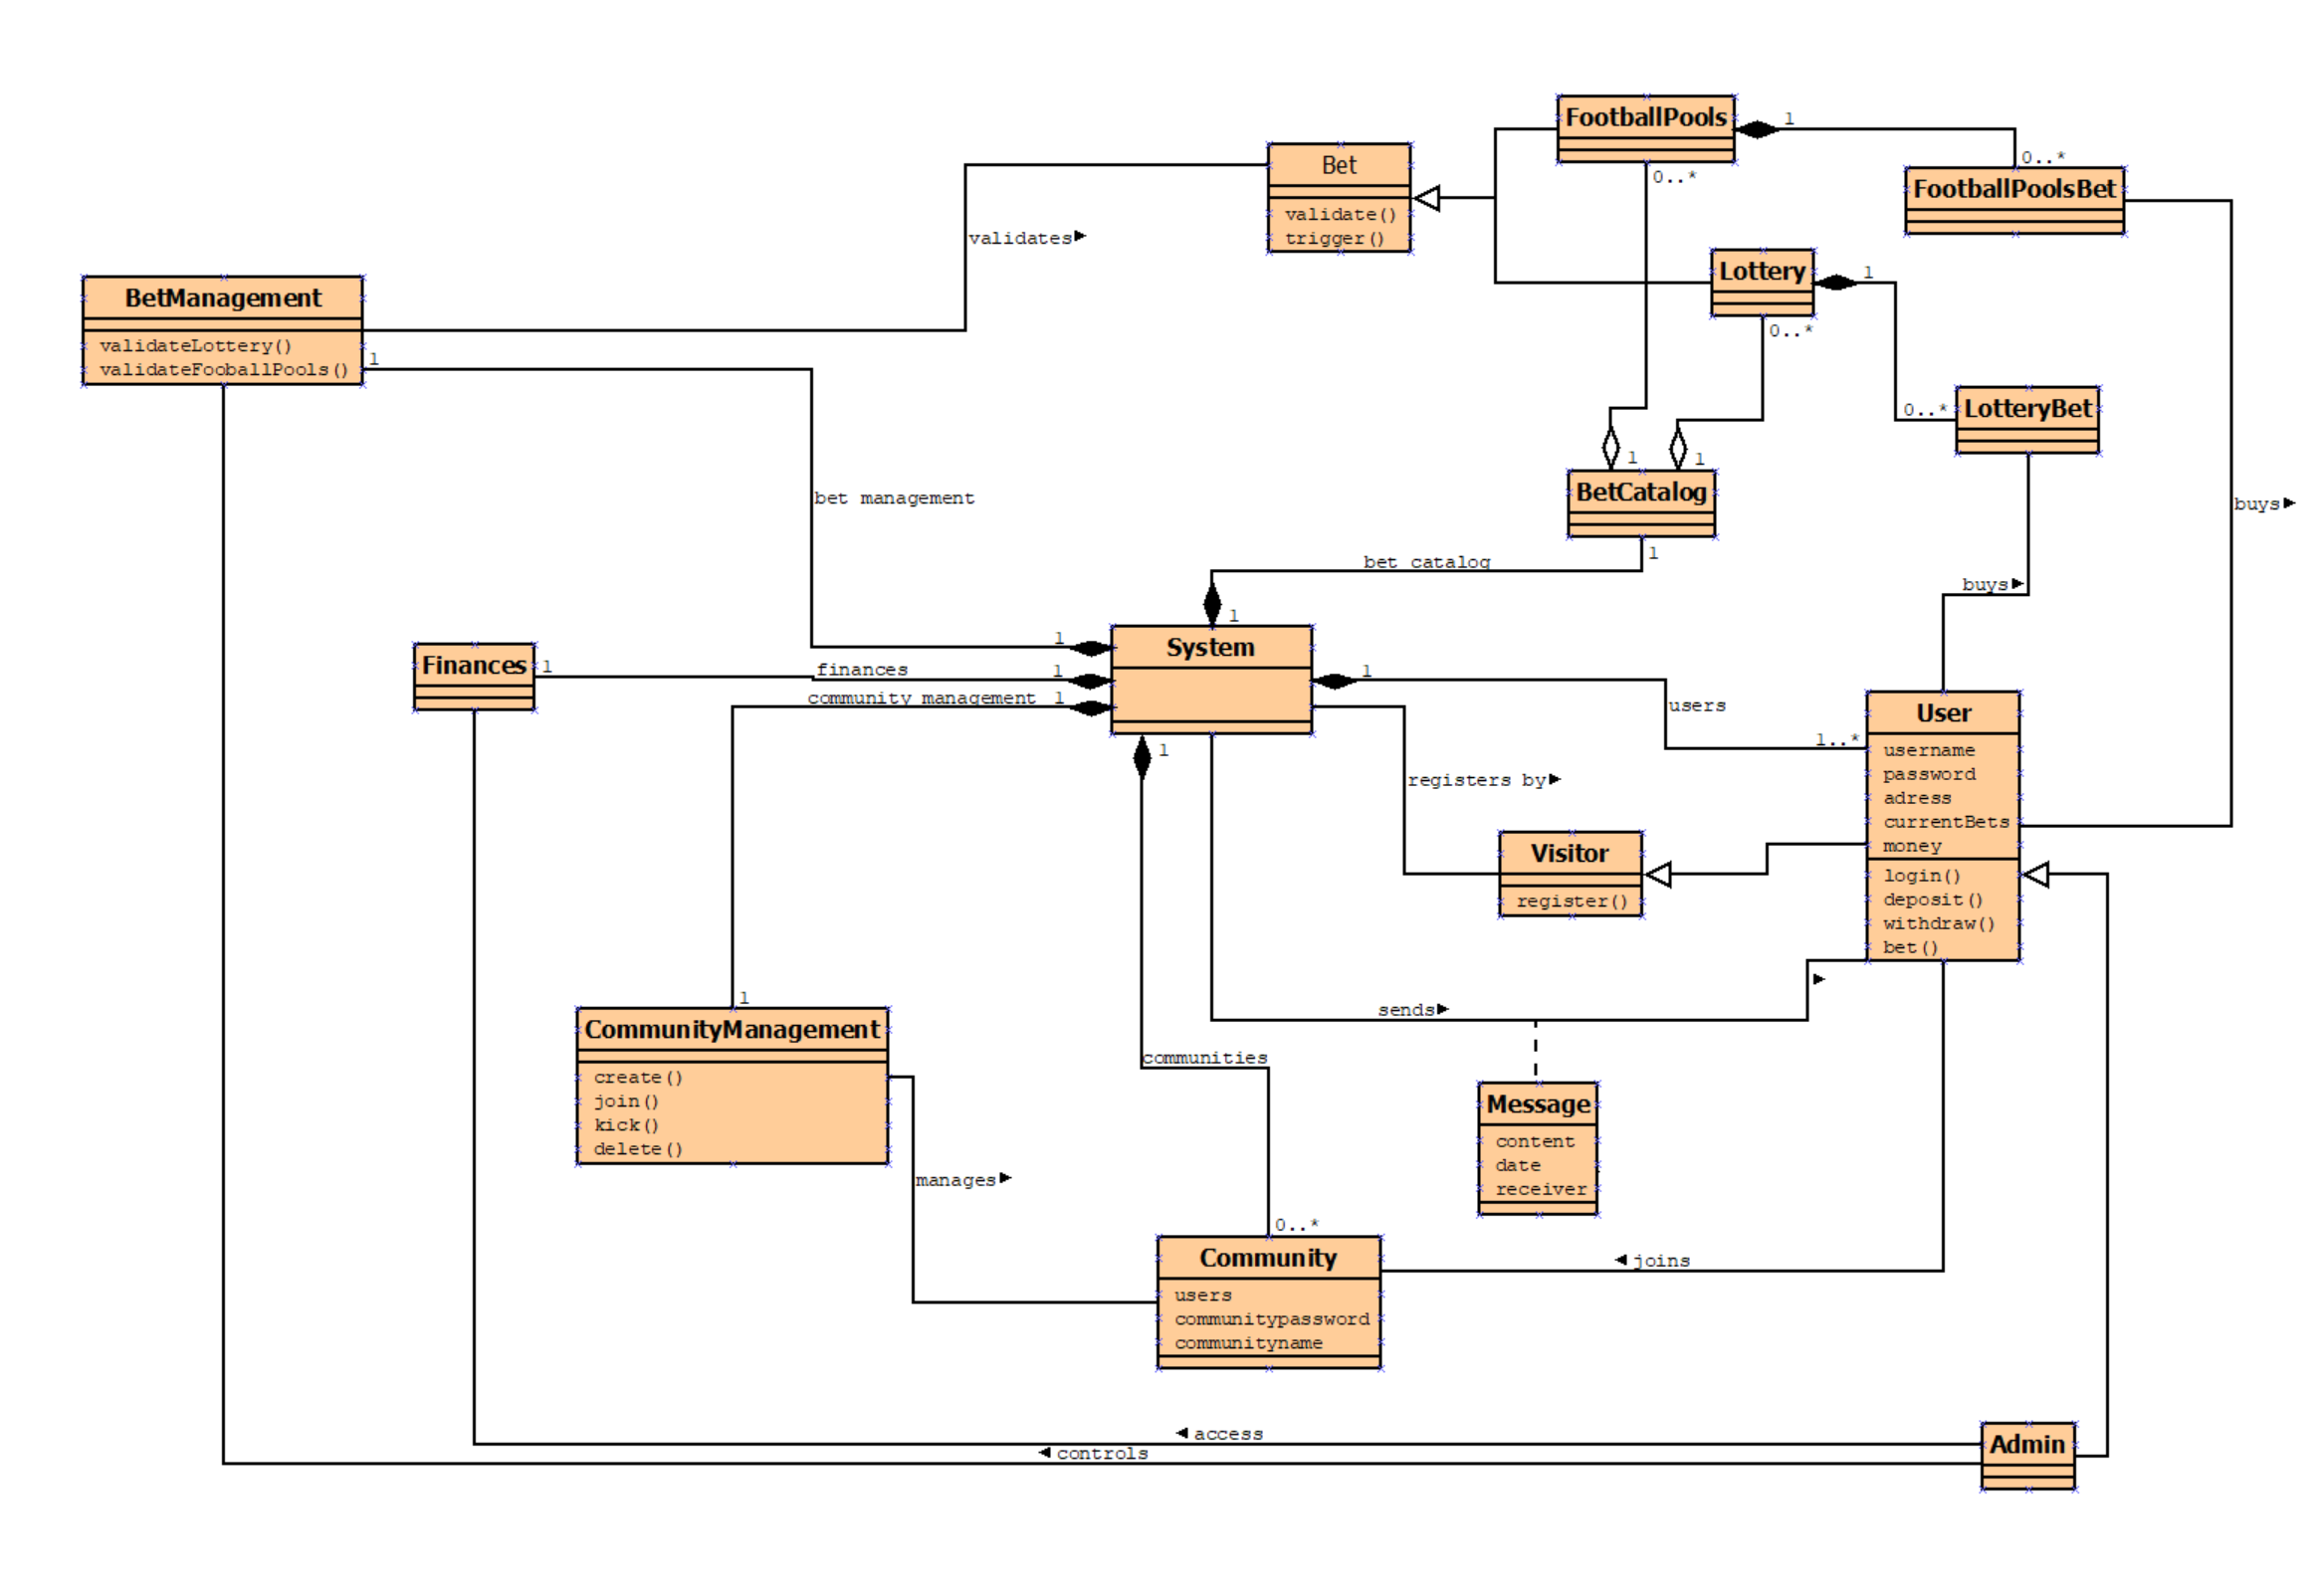 FootballPools
1
0..*
0..*
FootballPoolsBet
Bet
validate()
trigger()
validates
Lottery
1
0..*
BetManagement
validateLottery()
validateFooballPools()
1
0..*
LotteryBet
1
1
BetCatalog
1
buys
bet management
bet catalog
buys
1
System
1
Finances
1
finances
1
community management
1
1
users
1..*
User
username
password
adress
currentBets
money
login()
deposit()
withdraw()
bet()
1
registers by
Visitor
register()
1
CommunityManagement
create()
join()
kick()
delete()
sends
communities
Message
content
date
receiver
manages
0..*
Community
users
communitypassword
communityname
joins
access
controls
Admin